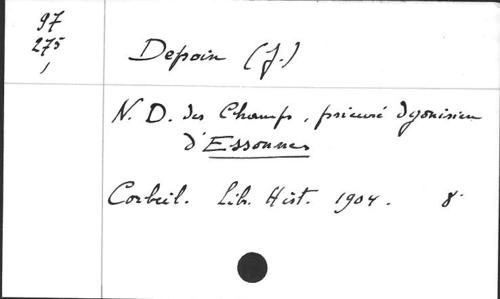 97
275
1
Depoin (J.)
N. D. des Champs, prieuré dyonisien
d'Essonnes
Corbeil. Lib. Hist. 1904. 8°